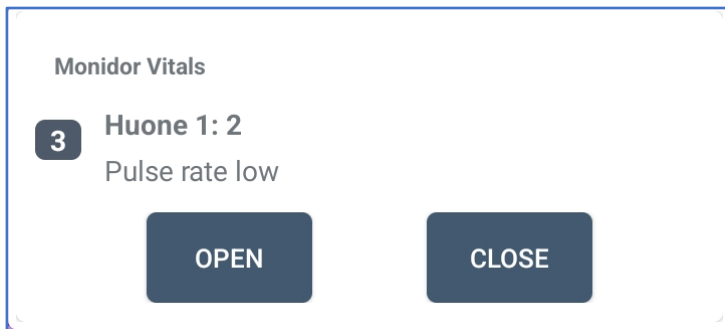 Monidor Vitals
3
Huone 1: 2
Pulse rate low
OPEN
CLOSE